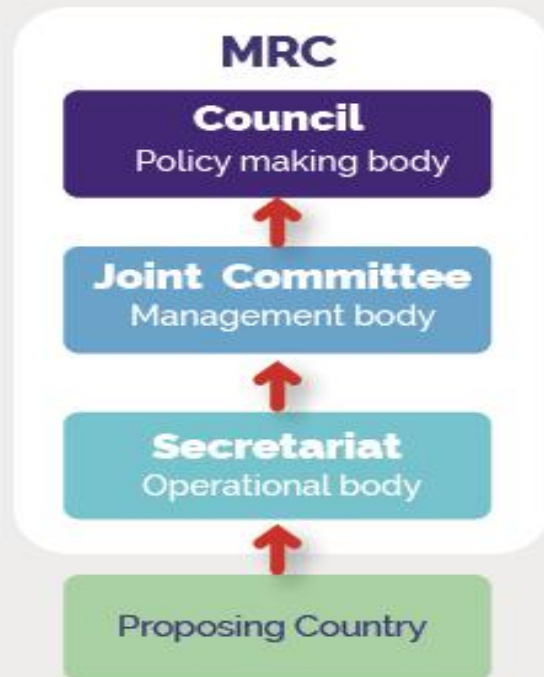 MRC
Council
Policy making body
Joint Committee
Management body
Secretariat
Operational body
Proposing Country